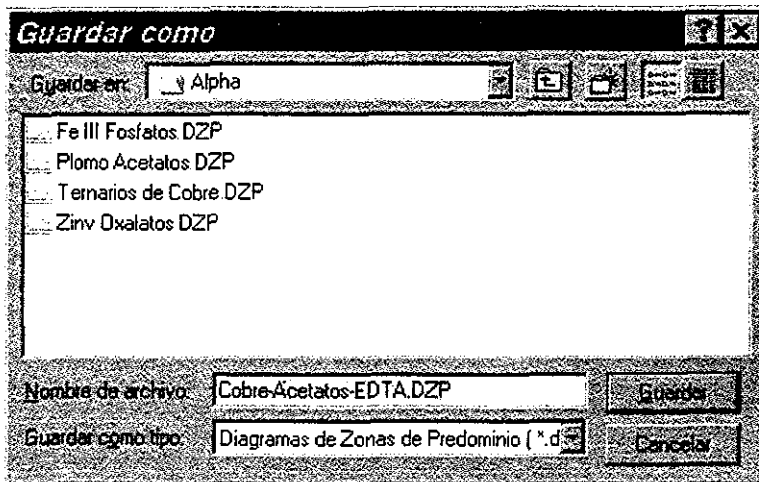 Guardar como
Guardar en: Alpha
Fe III Fosfatos.DZP
Plomo Acetatos.DZP
Ternarios de Cobre.DZP
Zinv Oxalatos DZP
Nombre de archivo: Cobre-Acetatos-EDTA.DZP Guardar
Guardar como tipo: Diagramas de Zonas de Predominio ( *.d Cancelar